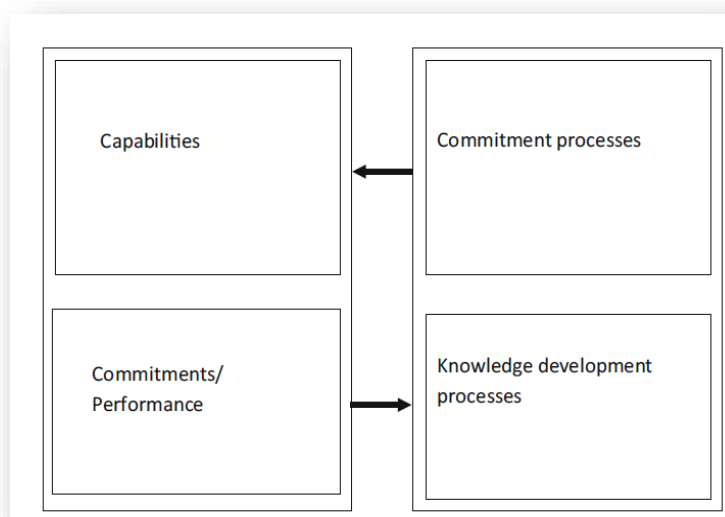 Capabilities
Commitment processes
Commitments/
Performance
Knowledge development
processes